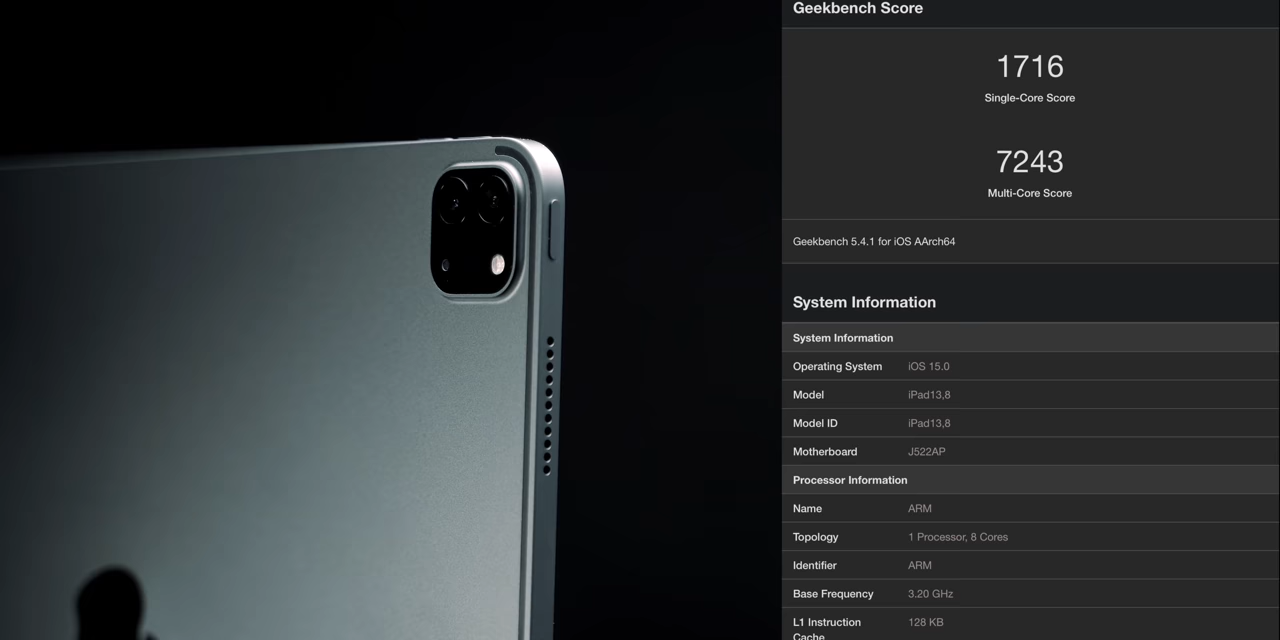 Geekbench Score
1716
Single-Core Score
7243
Multi-Core Score
Geekbench 5.4.1 for iOS AArch64
System Information
System Information
Operating System iOS 15.0
Model iPad13,8
Model ID iPad13,8
Motherboard J522AP
Processor Information
Name ARM
Topology 1 Processor, 8 Cores
Identifier ARM
Base Frequency 3.20 GHz
L1 Instruction 128 KB
Cache